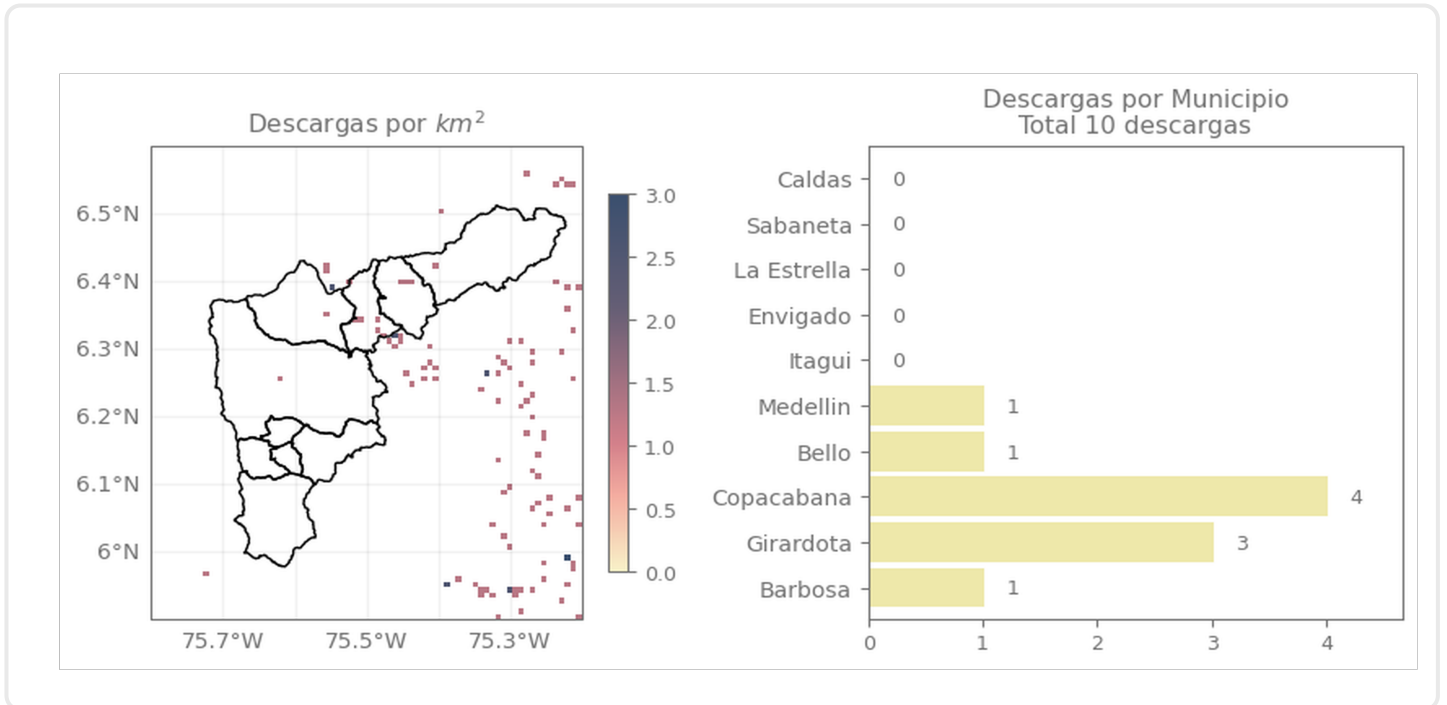 Descargas por km²
6.5°N
6.4°N
6.3°N
6.2°N
6.1°N
6°N
75.7°W 75.5°W 75.3°W
3.0
2.5
2.0
1.5
1.0
0.5
0.0
Descargas por Municipio
Total 10 descargas
Caldas 0
Sabaneta 0
La Estrella 0
Envigado 0
Itagui 0
Medellin 1
Bello 1
Copacabana 4
Girardota 3
Barbosa 1
0 1 2 3 4